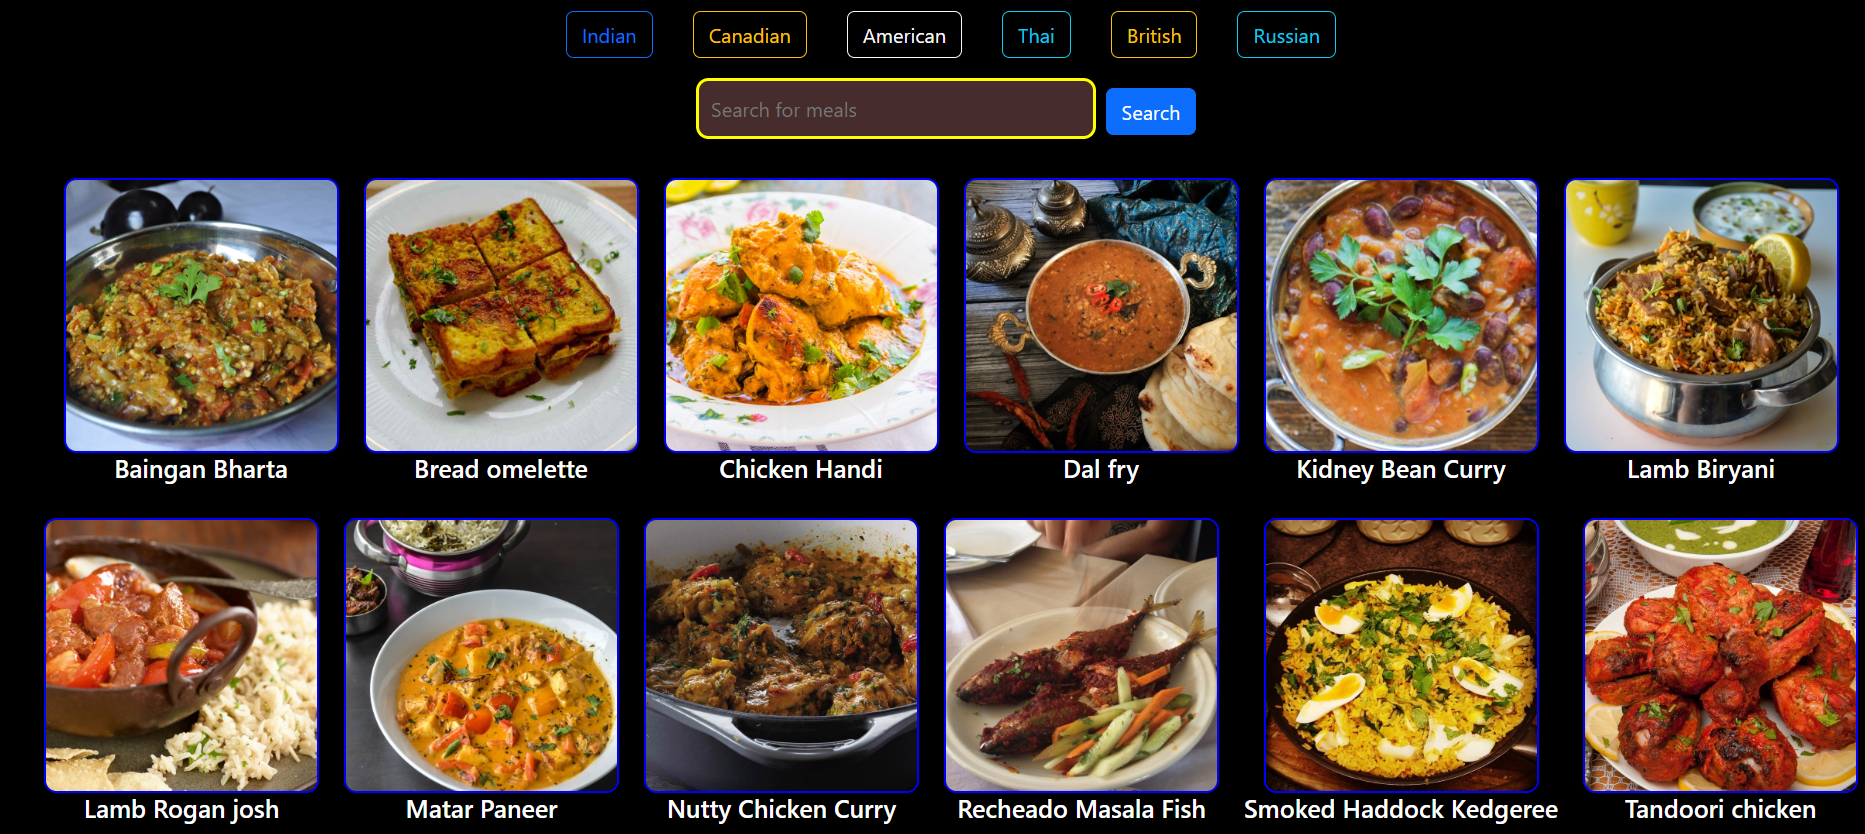 Indian Canadian American Thai British Russian
Search for meals Search
Baingan Bharta Bread omelette Chicken Handi Dal fry Kidney Bean Curry Lamb Biryani
Lamb Rogan josh Matar Paneer Nutty Chicken Curry Recheado Masala Fish Smoked Haddock Kedgeree Tandoori chicken